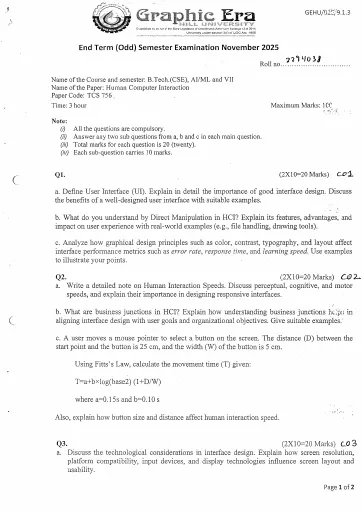 GEHU/025/9.1.3
Graphic Era
HILL UNIVERSITY
End Term (Odd) Semester Examination November 2025
Roll no.
Name of the Course and semester: B.Tech.(CSE), AI/ML and VII
Name of the Paper: Human Computer Interaction
Paper Code: TCS 756
Time: 3 hour Maximum Marks: 100
Note:
(i) All the questions are compulsory.
(ii) Answer any two sub questions from a, b and c in each main question.
(iii) Total marks for each question is 20 (twenty).
(iv) Each sub-question carries 10 marks.
Q1. (2X10=20 Marks) CO1
a. Define User Interface (UI). Explain in detail the importance of good interface design. Discuss
the benefits of a well-designed user interface with suitable examples.
b. What do you understand by Direct Manipulation in HCI? Explain its features, advantages, and
impact on user experience with real-world examples (e.g., file handling, drawing tools).
c. Analyze how graphical design principles such as color, contrast, typography, and layout affect
interface performance metrics such as error rate, response time, and learning speed. Use examples
to illustrate your points.
Q2. (2X10=20 Marks) CO2
a. Write a detailed note on Human Interaction Speeds. Discuss perceptual, cognitive, and motor
speeds, and explain their importance in designing responsive interfaces.
b. What are business junctions in HCI? Explain how understanding business junctions helps in
aligning interface design with user goals and organizational objectives. Give suitable examples.
c. A user moves a mouse pointer to select a button on the screen. The distance (D) between the
start point and the button is 25 cm, and the width (W) of the button is 5 cm.
Using Fitts's Law, calculate the movement time (T) given:
T=a+b×log(base2) (1+D/W)
where a=0.15s and b=0.10 s
Also, explain how button size and distance affect human interaction speed.
Q3. (2X10=20 Marks) CO3
a. Discuss the technological considerations in interface design. Explain how screen resolution,
platform compatibility, input devices, and display technologies influence screen layout and
usability.
Page 1 of 2